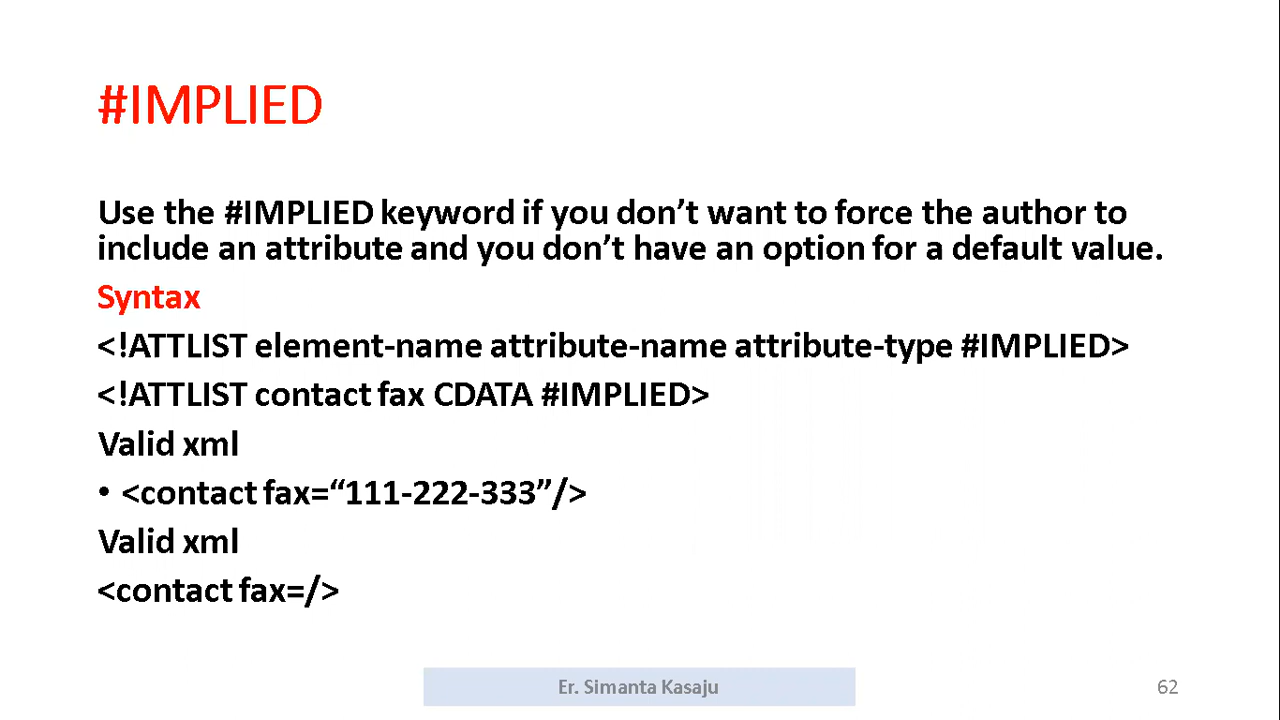 #IMPLIED
Use the #IMPLIED keyword if you don’t want to force the author to
include an attribute and you don’t have an option for a default value.
Syntax
<!ATTLIST element-name attribute-name attribute-type #IMPLIED>
<!ATTLIST contact fax CDATA #IMPLIED>
Valid xml
• <contact fax=“111-222-333”/>
Valid xml
<contact fax=/>
Er. Simanta Kasaju
62